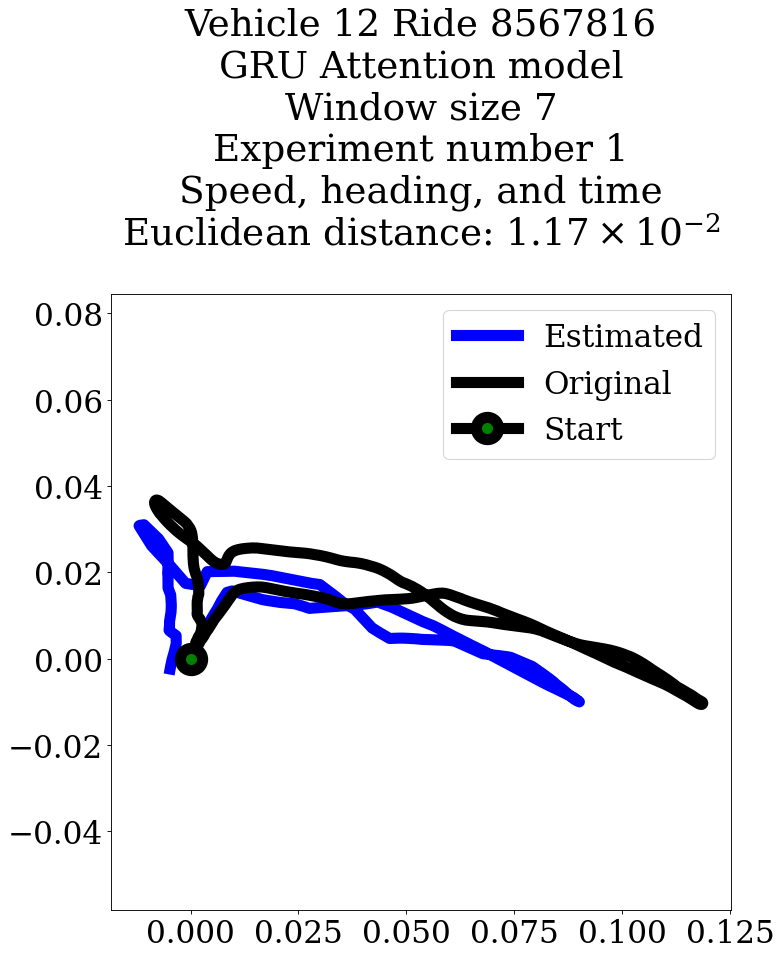 Vehicle 12 Ride 8567816
GRU Attention model
Window size 7
Experiment number 1
Speed, heading, and time
Euclidean distance: 1.17 × 10⁻²
Estimated
Original
Start
0.08
0.06
0.04
0.02
0.00
−0.02
−0.04
0.000 0.025 0.050 0.075 0.100 0.125